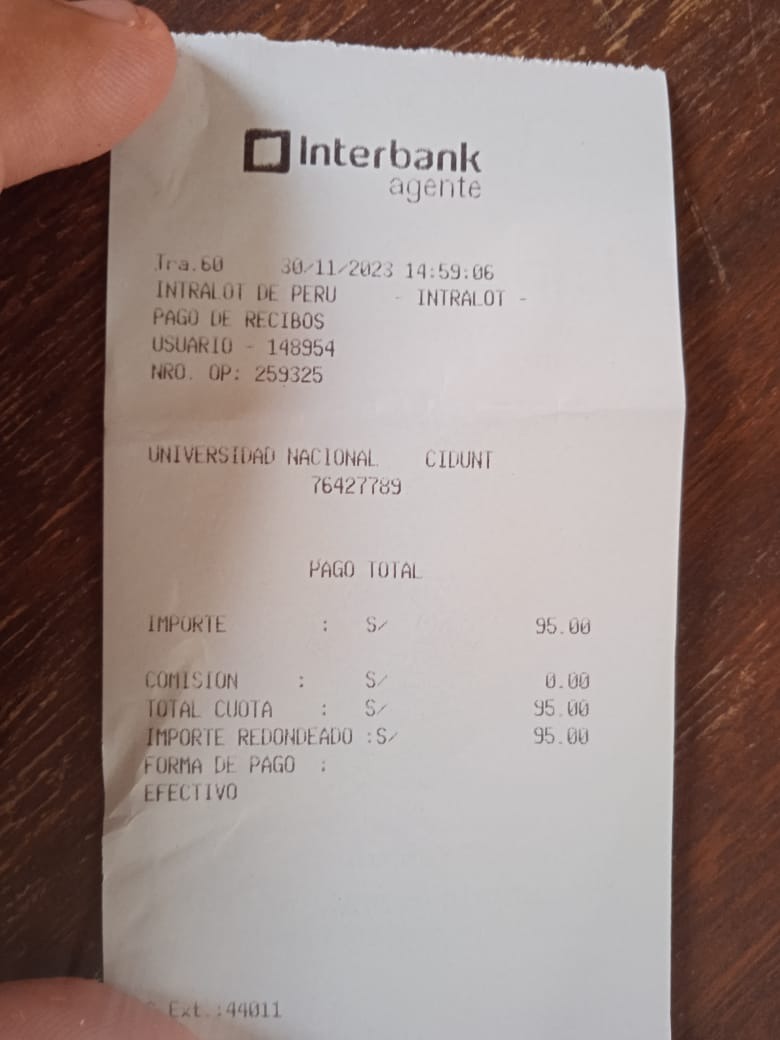 Interbank
agente
Tra.60 30/11/2023 14:59:06
INTRALOT DE PERU - INTRALOT -
PAGO DE RECIBOS
USUARIO - 148954
NRO. OP: 259325
UNIVERSIDAD NACIONAL CIDUNT
76427789
PAGO TOTAL
IMPORTE : S/ 95.00
COMISION : S/ 0.00
TOTAL CUOTA : S/ 95.00
IMPORTE REDONDEADO :S/ 95.00
FORMA DE PAGO :
EFECTIVO
Ext.:44011